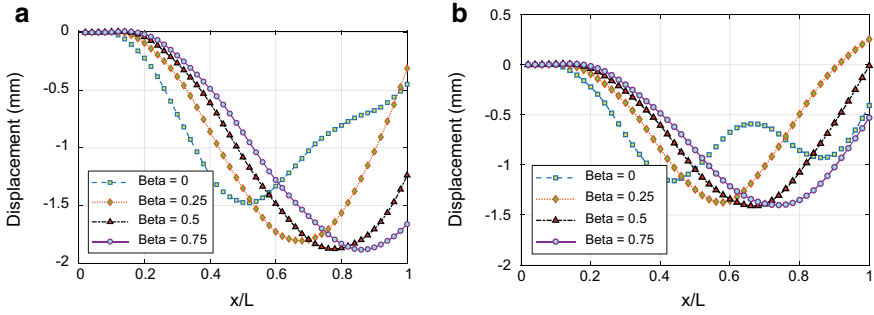 a
0
-0.5
-1
-1.5
-2
0 0.2 0.4 0.6 0.8 1
Displacement (mm)
x/L
Beta = 0
Beta = 0.25
Beta = 0.5
Beta = 0.75
b
0.5
0
-0.5
-1
-1.5
-2
0 0.2 0.4 0.6 0.8 1
Displacement (mm)
x/L
Beta = 0
Beta = 0.25
Beta = 0.5
Beta = 0.75